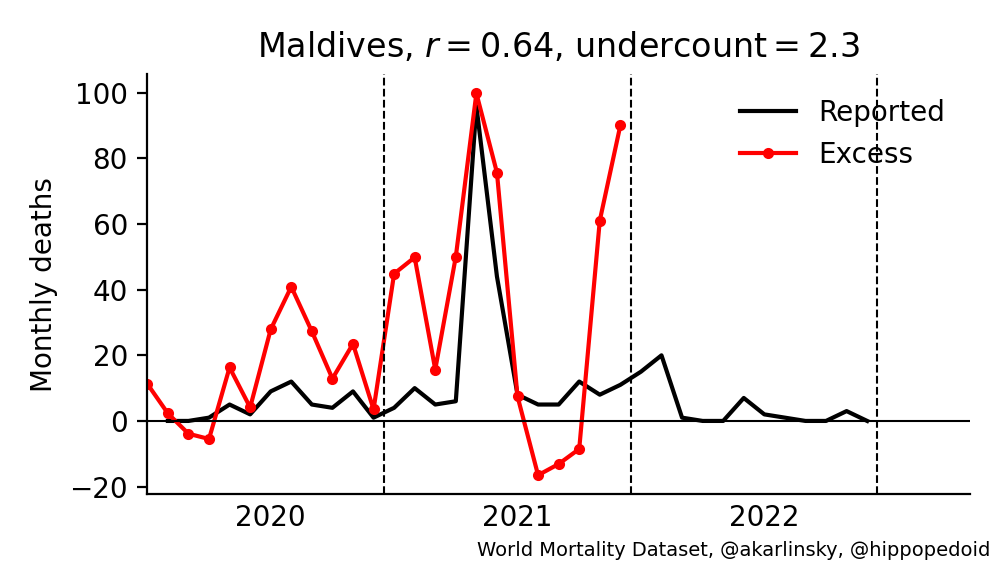 Maldives, r = 0.64, undercount = 2.3
100
80
60
40
20
0
−20
Monthly deaths
Reported
Excess
2020 2021 2022
World Mortality Dataset, @akarlinsky, @hippopedoid